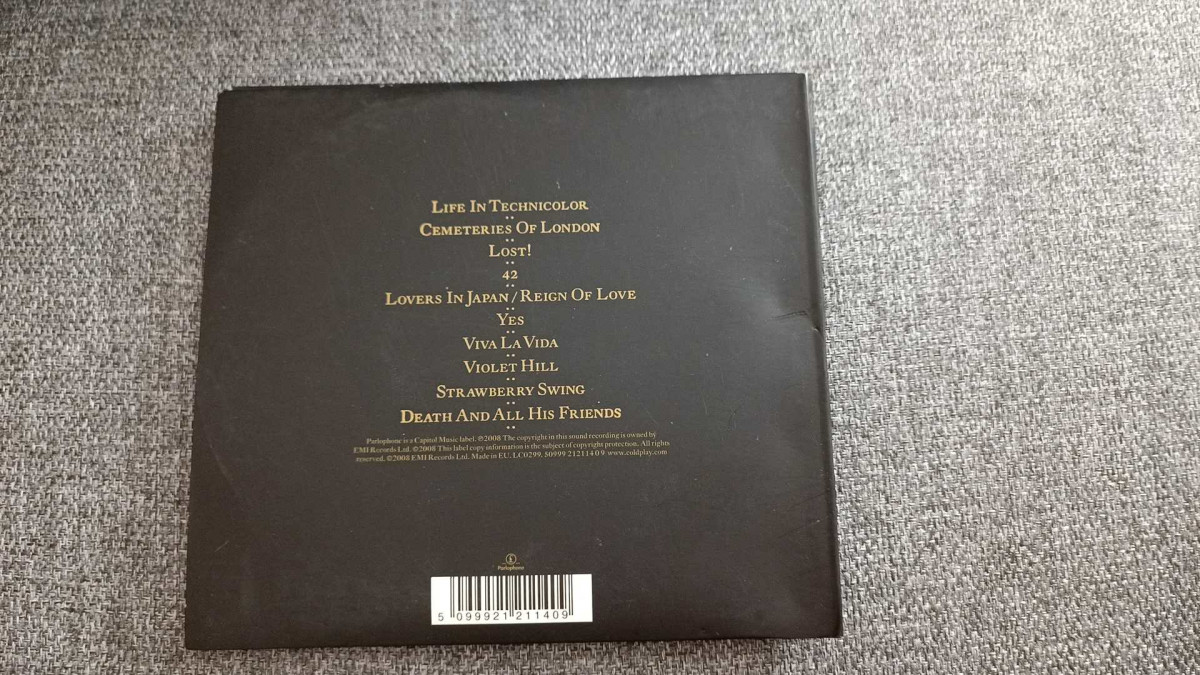 LIFE IN TECHNICOLOR
CEMETERIES OF LONDON
LOST!
42
LOVERS IN JAPAN/REIGN OF LOVE
YES
VIVA LA VIDA
VIOLET HILL
STRAWBERRY SWING
DEATH AND ALL HIS FRIENDS
Parlophone is a Capitol Music label. ℗2008 The copyright in this sound recording is owned by
EMI Records Ltd. ©2008 This label copy information is the subject of copyright protection. All rights
reserved. ©2008 EMI Records Ltd. Made in EU. LC0299. 50999 212114 0 9 www.coldplay.com
Parlophone
5 099921 211409